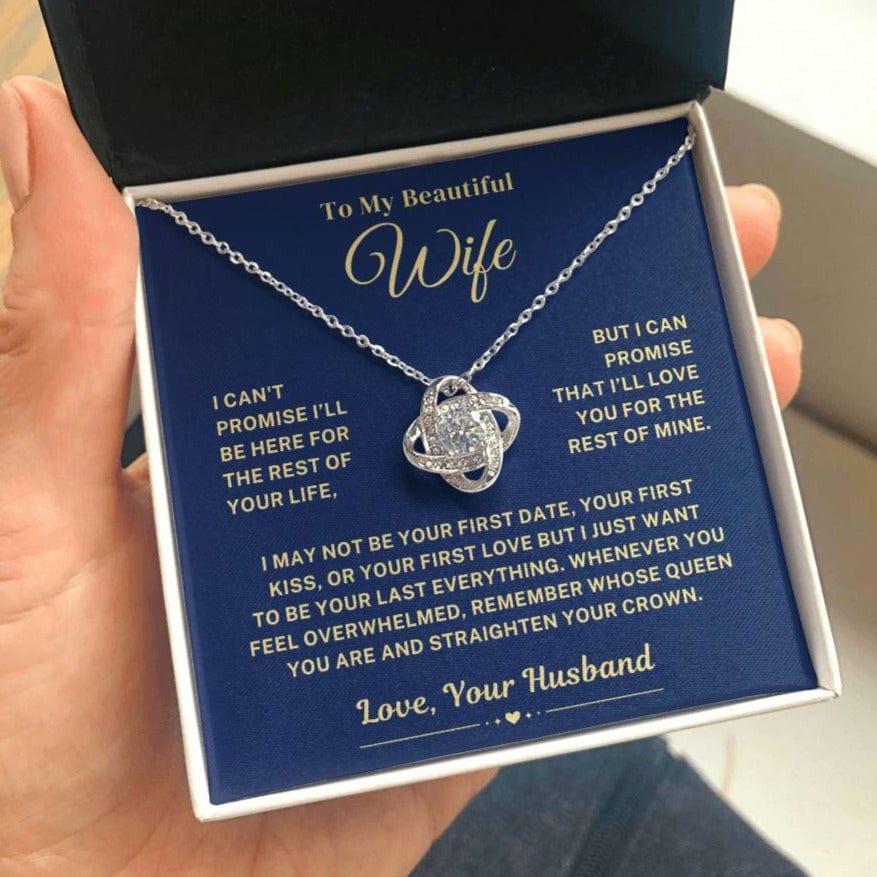 To My Beautiful
Wife
I CAN'T
PROMISE I'LL
BE HERE FOR
THE REST OF
YOUR LIFE,
BUT I CAN
PROMISE
THAT I'LL LOVE
YOU FOR THE
REST OF MINE.
I MAY NOT BE YOUR FIRST DATE, YOUR FIRST
KISS, OR YOUR FIRST LOVE BUT I JUST WANT
TO BE YOUR LAST EVERYTHING. WHENEVER YOU
FEEL OVERWHELMED, REMEMBER WHOSE QUEEN
YOU ARE AND STRAIGHTEN YOUR CROWN.
Love, Your Husband